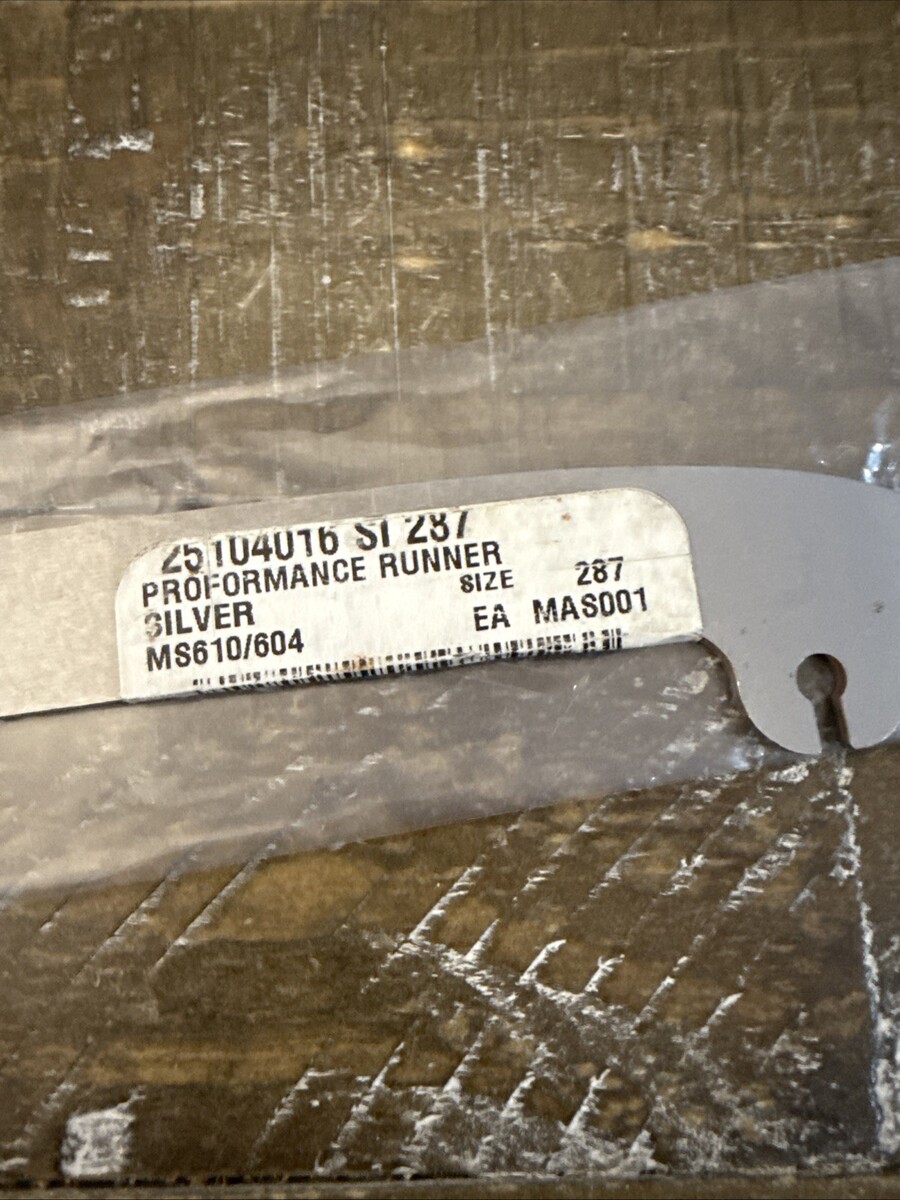 25104016 SI 287
PROFORMANCE RUNNER
SILVER SIZE 287
MS610/604 EA MAS001